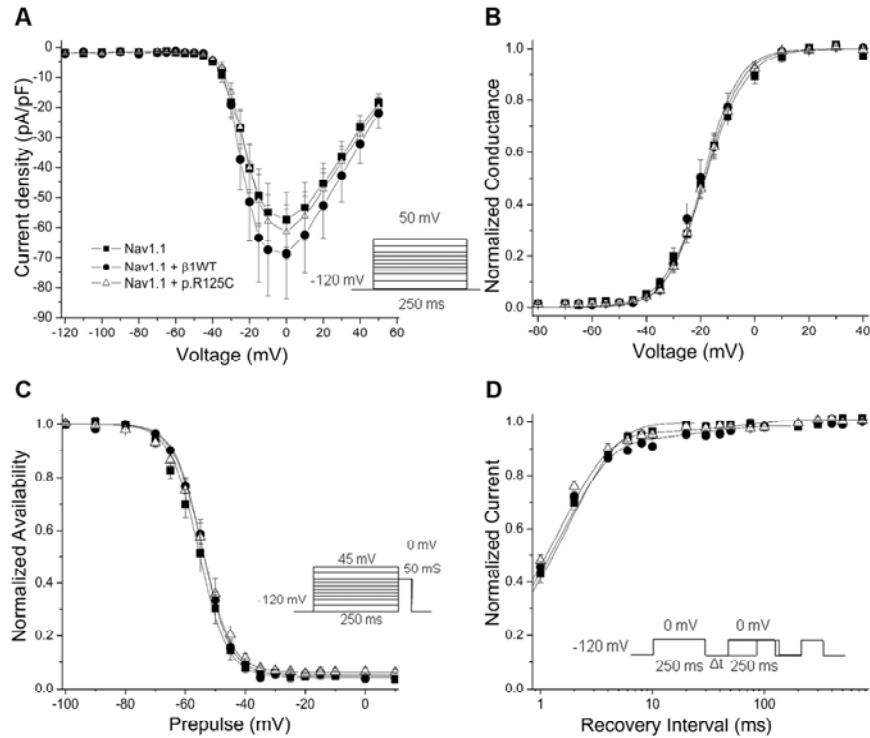 A
Current density (pA/pF)
0
-10
-20
-30
-40
-50
-60
-70
-80
-90
Nav1.1
Nav1.1 + β1WT
Nav1.1 + p.R125C
50 mV
-120 mV
250 ms
-120 -100 -80 -60 -40 -20 0 20 40 60
Voltage (mV)
B
Normalized Conductance
1.0
0.8
0.6
0.4
0.2
0.0
-80 -60 -40 -20 0 20 40
Voltage (mV)
C
Normalized Availability
1.0
0.8
0.6
0.4
0.2
0.0
0 mV
45 mV
50 mS
-120 mV
250 ms
-100 -80 -60 -40 -20 0
Prepulse (mV)
D
Normalized Current
1.0
0.8
0.6
0.4
0.2
0.0
0 mV 0 mV
-120 mV
250 ms Δt 250 ms
1 10 100
Recovery Interval (ms)